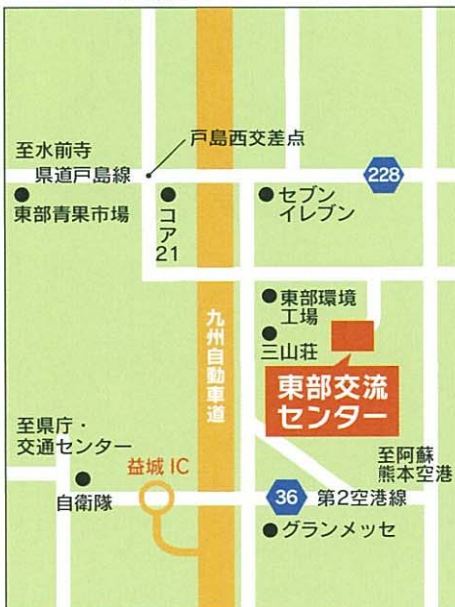 戸島西交差点
至水前寺
県道戸島線
228
東部青果市場
コア
21
セブン
イレブン
東部環境
工場
三山荘
九州自動車道
東部交流
センター
至県庁・
交通センター
益城 IC
至阿蘇
熊本空港
自衛隊
36
第2空港線
グランメッセ